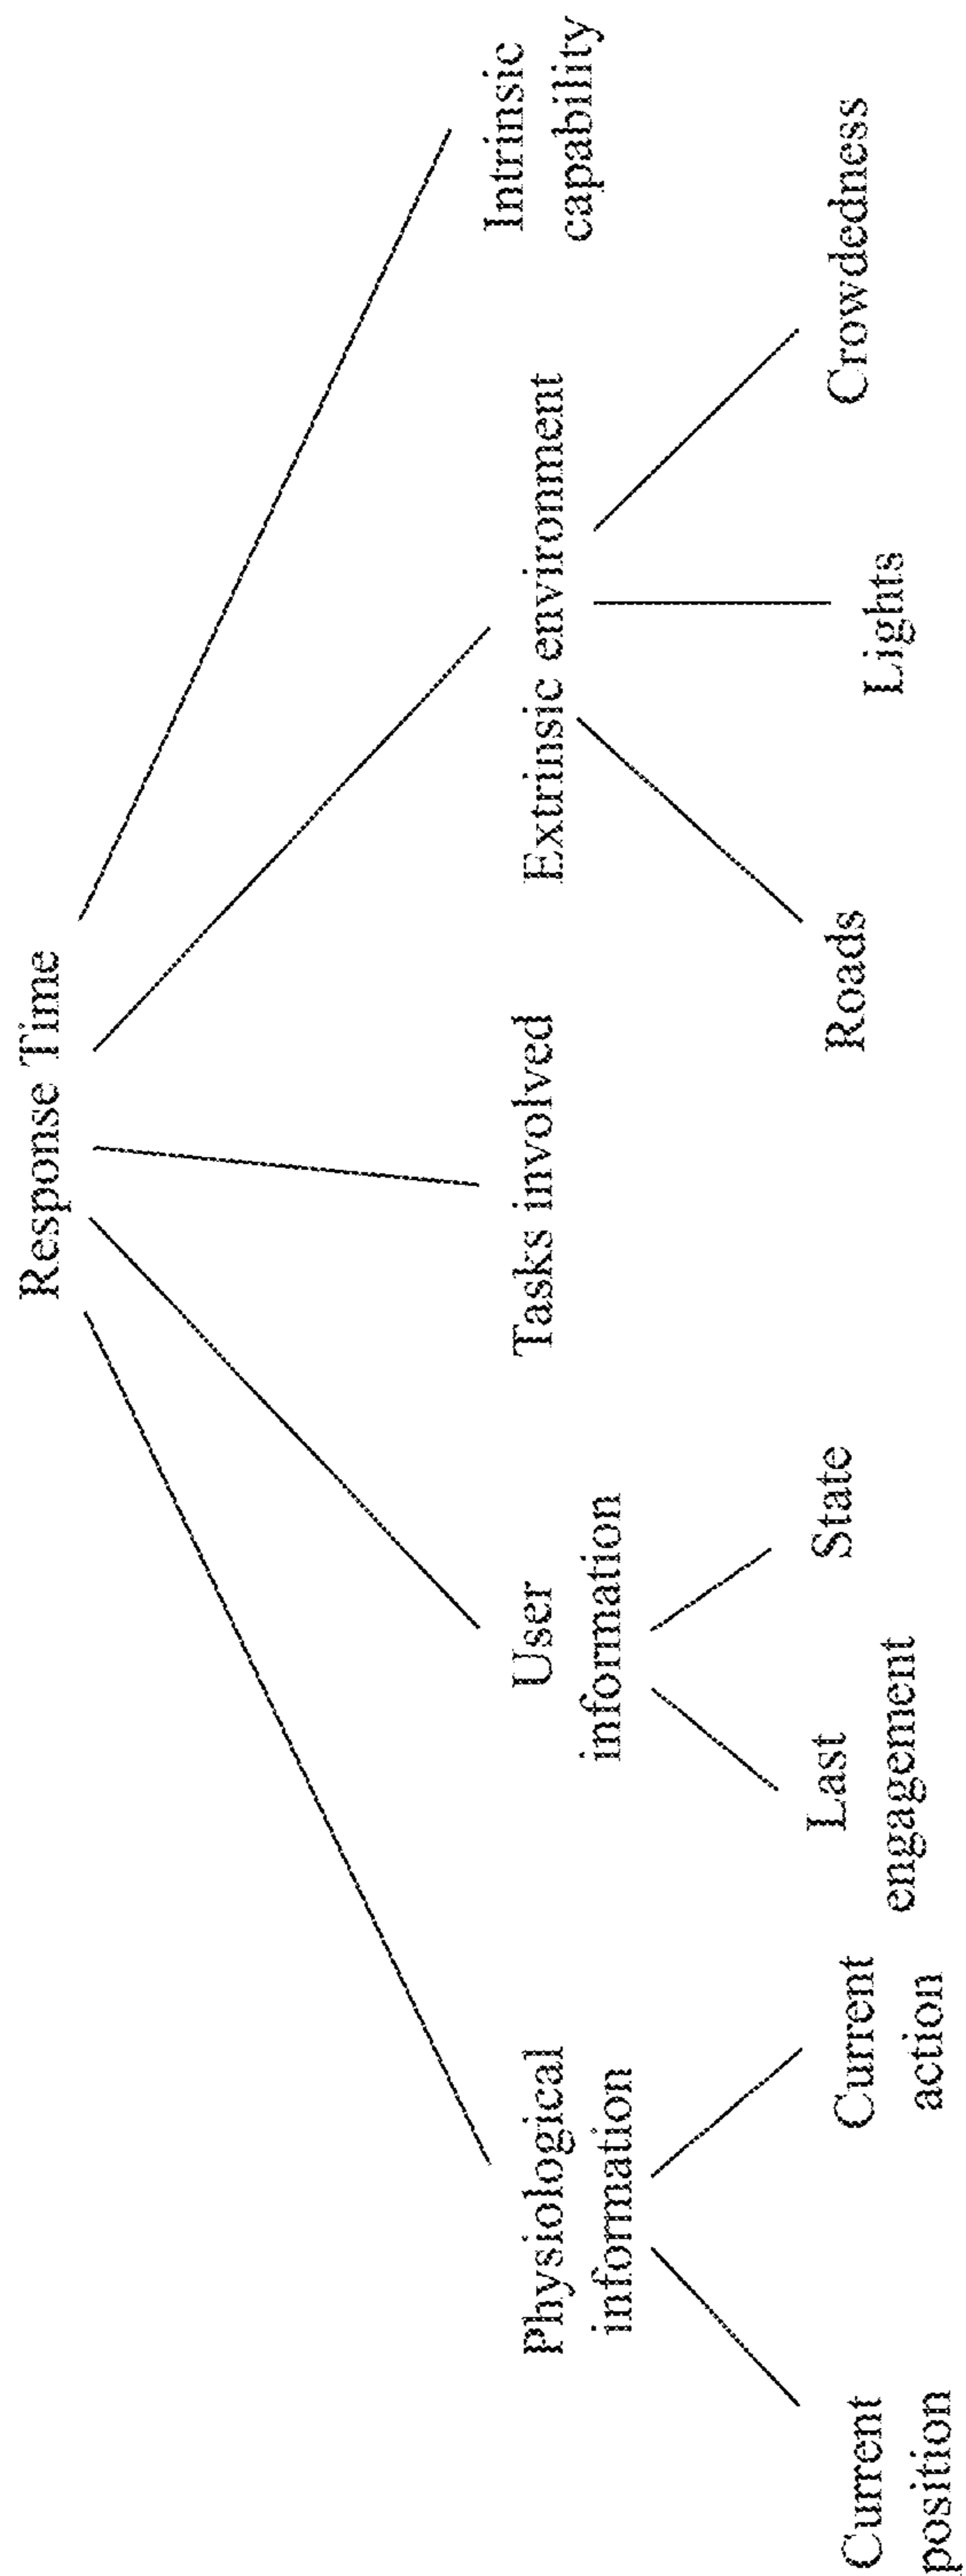 Response Time
Physiological
information
User
information
Tasks involved
Extrinsic environment
Intrinsic
capability
Current
position
Current
action
Last
engagement
State
Roads
Lights
Crowdedness